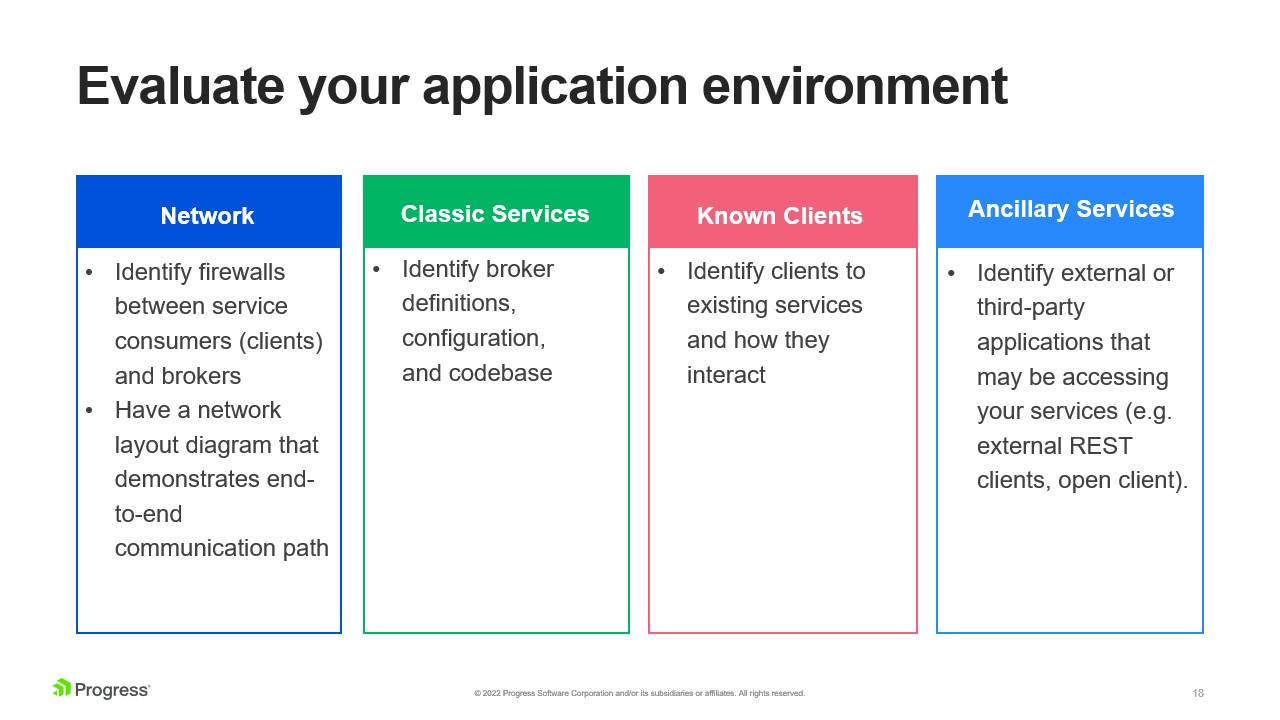 Evaluate your application environment
Network
• Identify firewalls
between service
consumers (clients)
and brokers
• Have a network
layout diagram that
demonstrates end-
to-end
communication path
Classic Services
• Identify broker
definitions,
configuration,
and codebase
Known Clients
• Identify clients to
existing services
and how they
interact
Ancillary Services
• Identify external or
third-party
applications that
may be accessing
your services (e.g.
external REST
clients, open client).
Progress
© 2022 Progress Software Corporation and/or its subsidiaries or affiliates. All rights reserved.
18